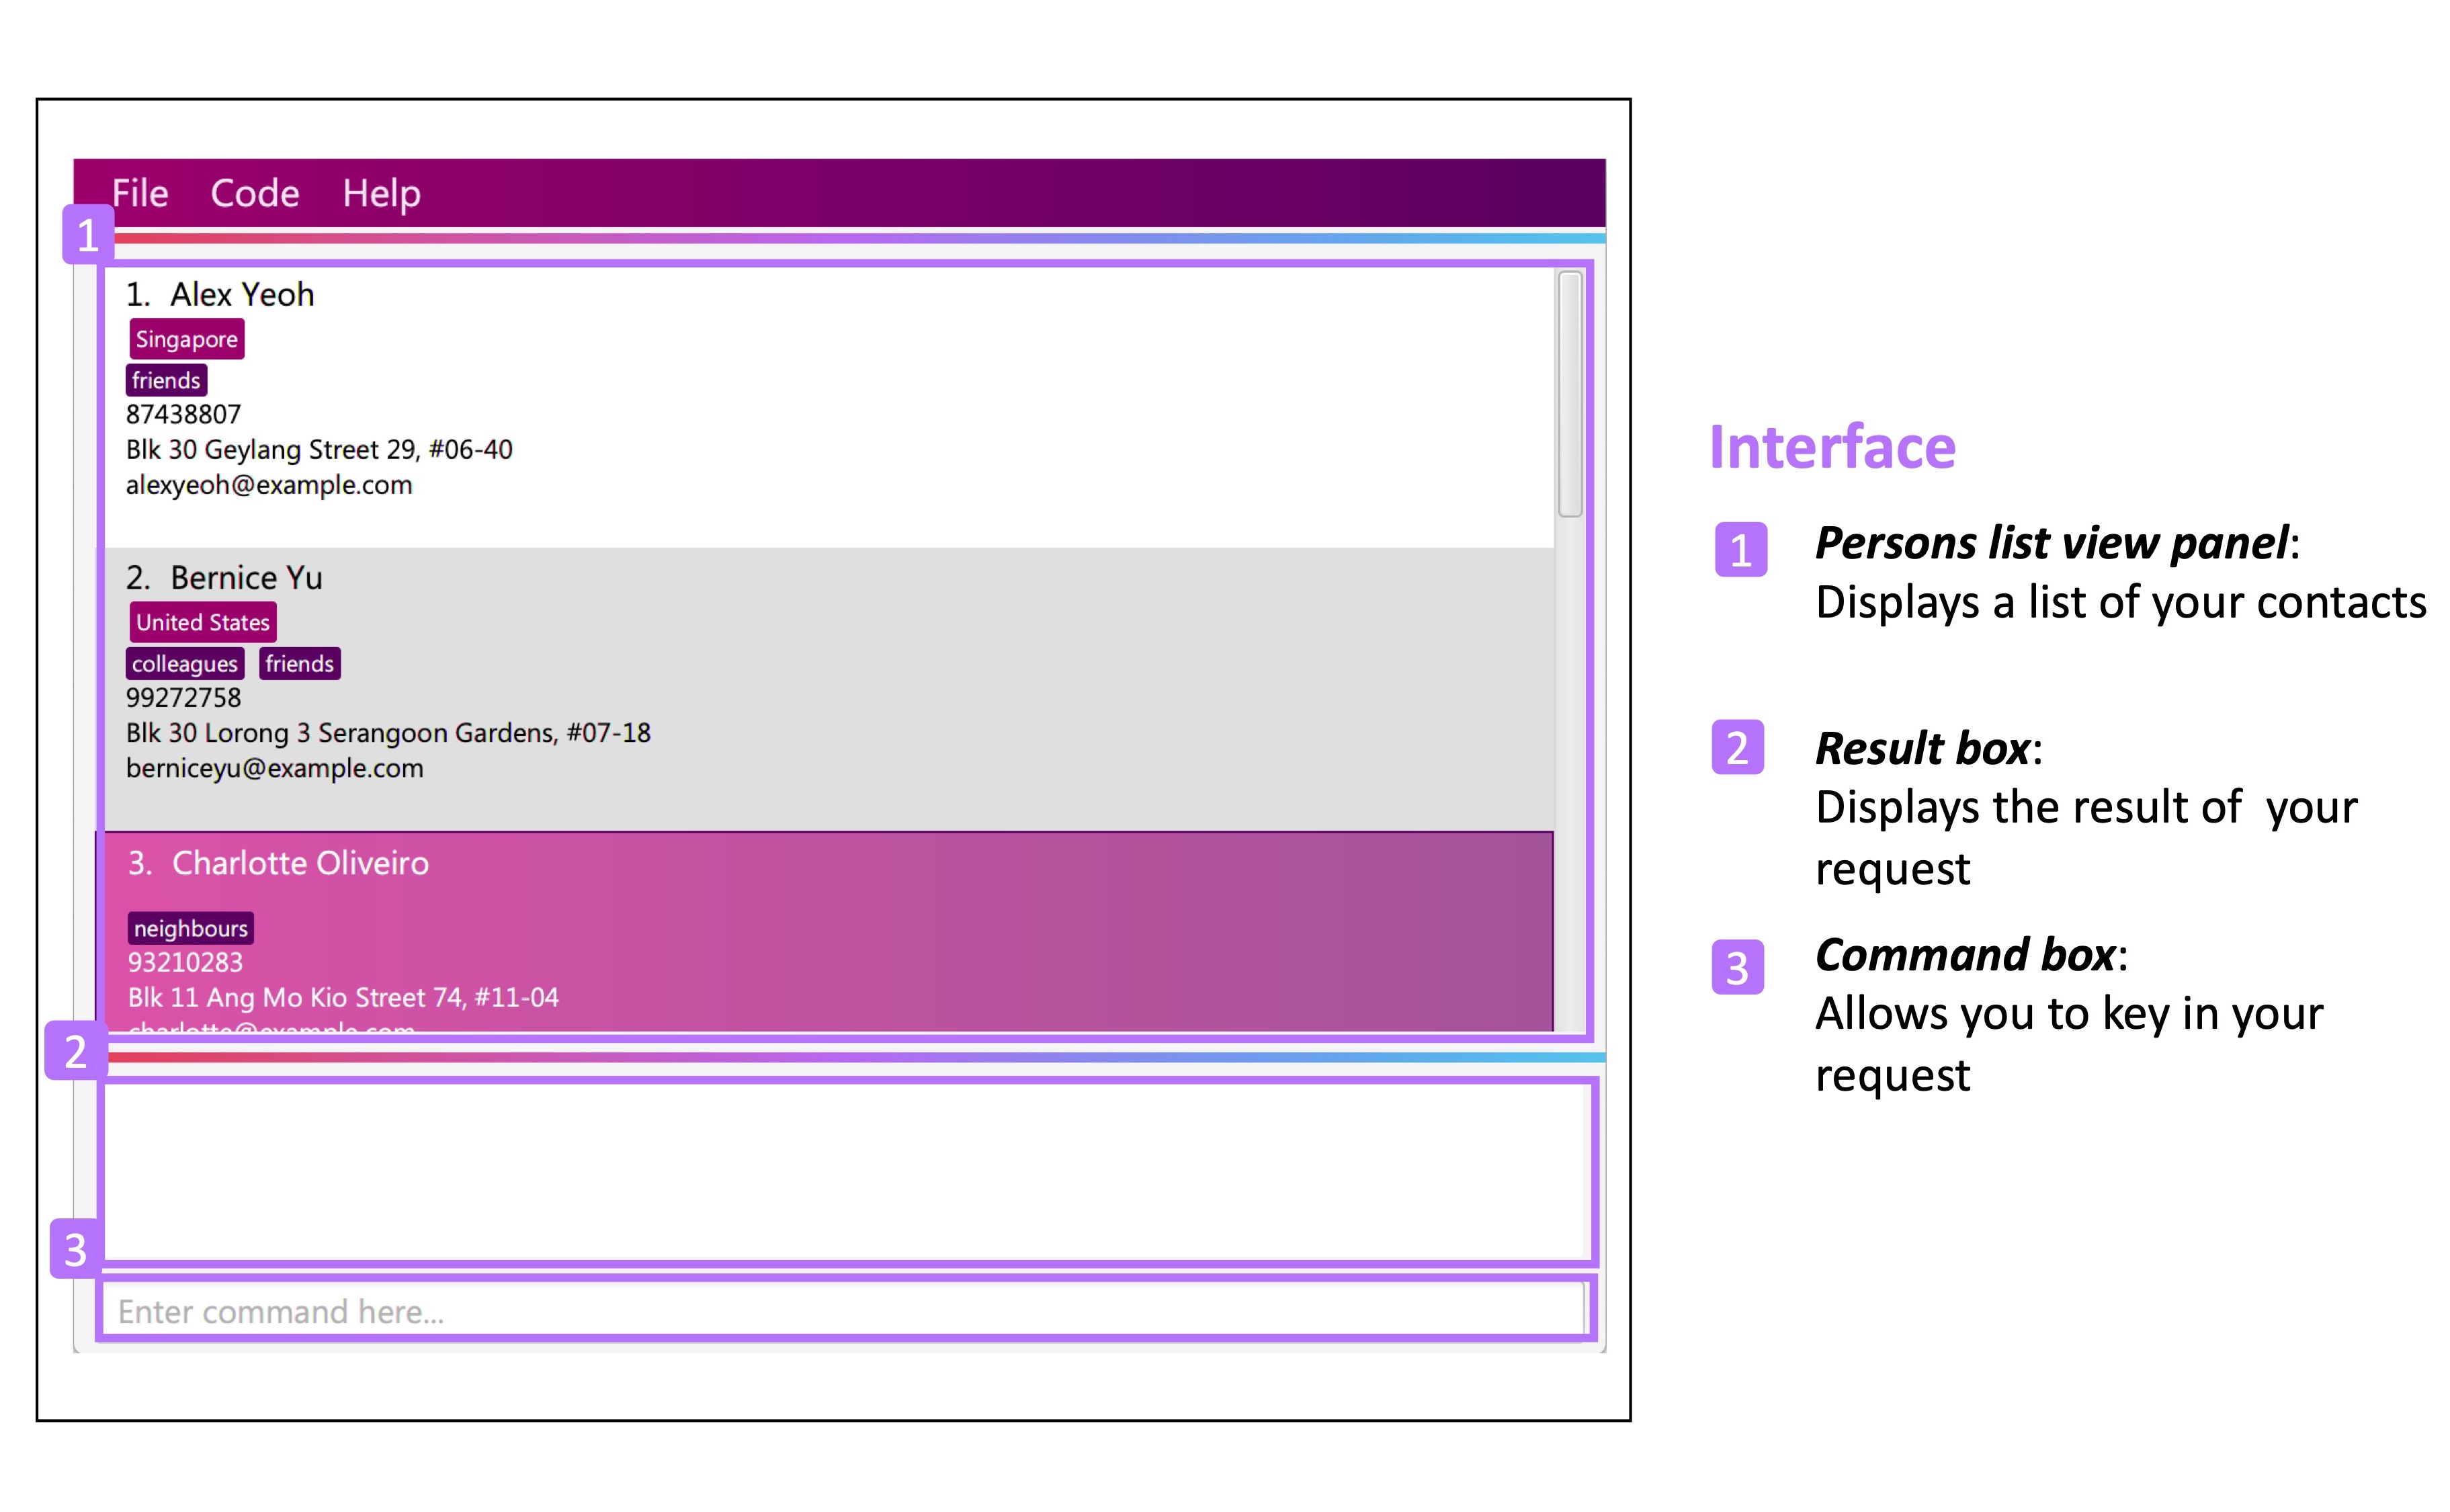 File Code Help
1
1. Alex Yeoh
Singapore
friends
87438807
Blk 30 Geylang Street 29, #06-40
alexyeoh@example.com
2. Bernice Yu
United States
colleagues friends
99272758
Blk 30 Lorong 3 Serangoon Gardens, #07-18
berniceyu@example.com
3. Charlotte Oliveiro
neighbours
93210283
Blk 11 Ang Mo Kio Street 74, #11-04
charlotte@example.com
2
3
Enter command here...
Interface
1 Persons list view panel:
Displays a list of your contacts
2 Result box:
Displays the result of  your
request
3 Command box:
Allows you to key in your
request